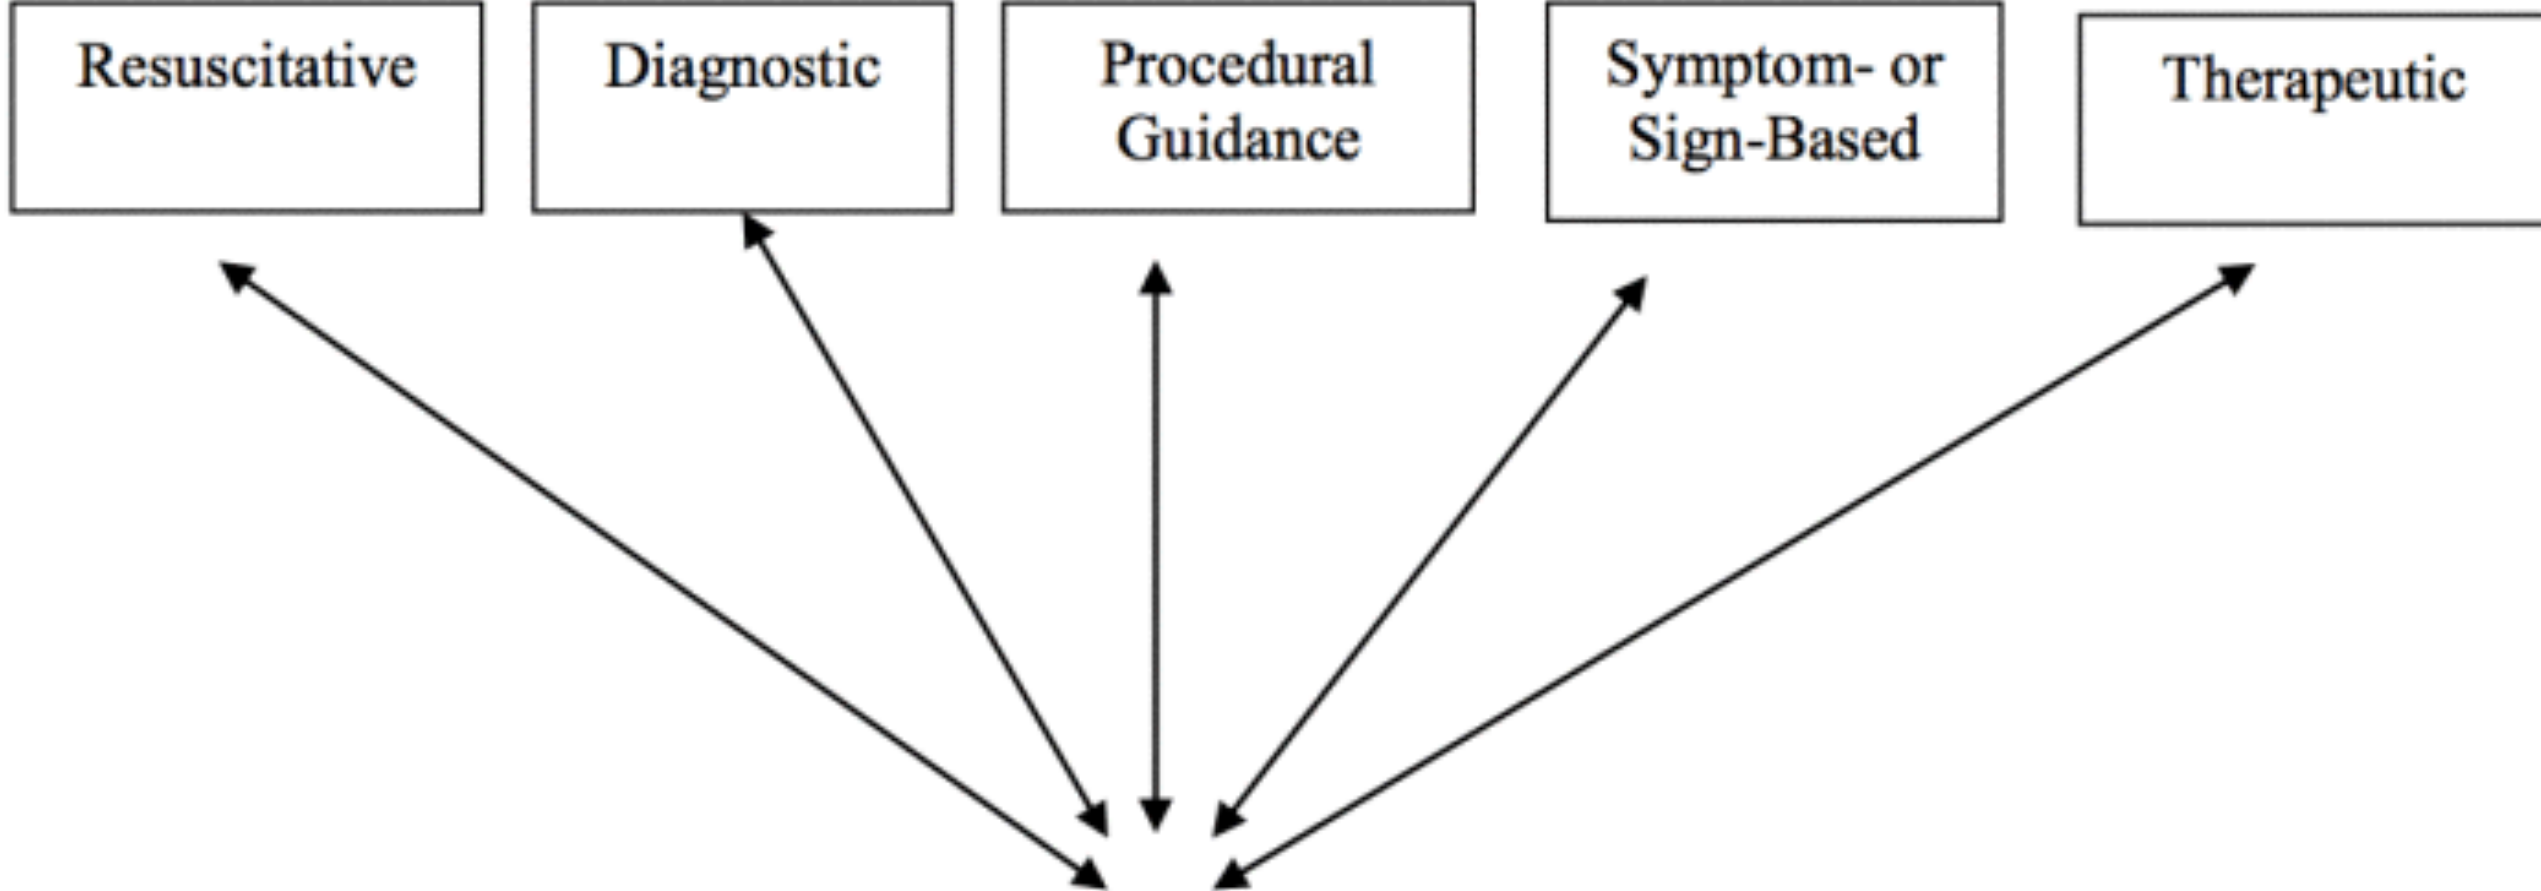 Resuscitative
Diagnostic
Procedural
Guidance
Symptom- or
Sign-Based
Therapeutic